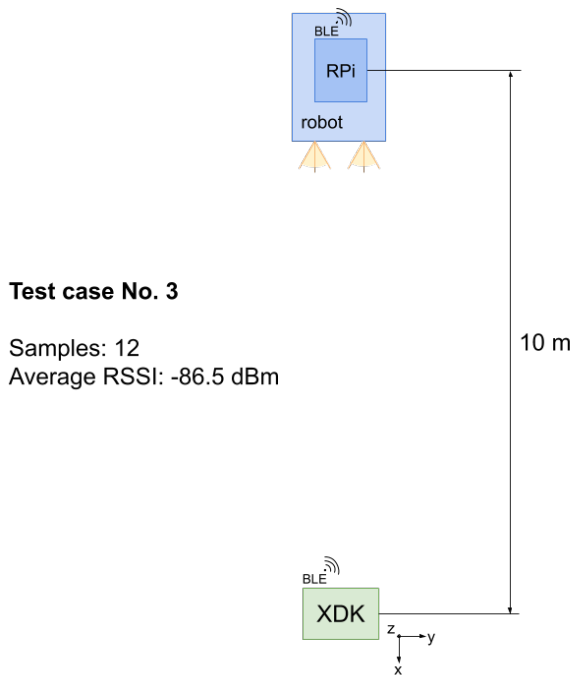 BLE
RPi
robot
Test case No. 3
Samples: 12
Average RSSI: -86.5 dBm
10 m
BLE
XDK
z
y
x